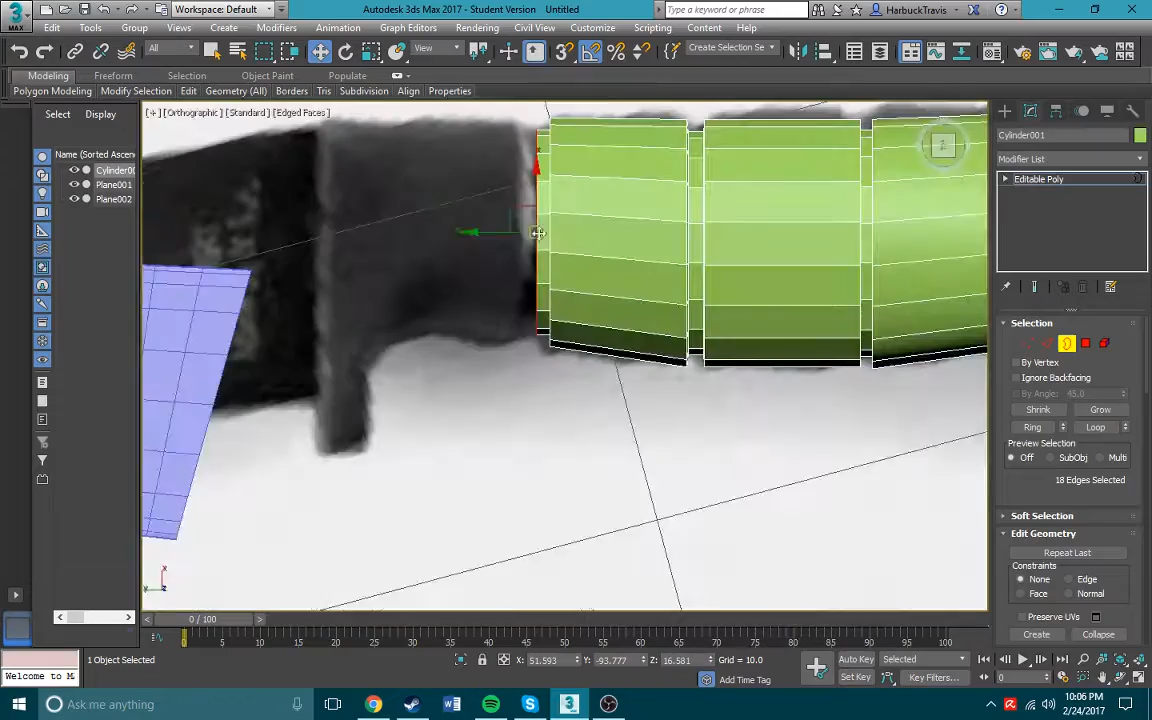 Workspace: Default
Autodesk 3ds Max 2017 - Student Version   Untitled
Type a keyword or phrase
HarbuckTravis
MAX
Edit Tools Group Views Create Modifiers Animation Graph Editors Rendering Civil View Customize Scripting Content Help
All
View
Create Selection Se
Modeling Freeform Selection Object Paint Populate
Polygon Modeling Modify Selection Edit Geometry (All) Borders Tris Subdivision Align Properties
Select Display
[+] [Orthographic] [Standard] [Edged Faces]
Name (Sorted Ascen
Cylinder00
Plane001
Plane002
Cylinder001
Modifier List
Editable Poly
Selection
By Vertex
Ignore Backfacing
By Angle: 45.0
Shrink Grow
Ring Loop
Preview Selection
Off SubObj Multi
18 Edges Selected
Soft Selection
Edit Geometry
Repeat Last
Constraints
None Edge
Face Normal
Preserve UVs
Create Collapse
0 / 100
0 5 10 15 20 25 30 35 40 45 50 55 60 65 70 75 80 85 90 95 100
1 Object Selected
X: 51.593 Y: -93.777 Z: 16.581 Grid = 10.0
Auto Key Selected
Welcome to M
Add Time Tag
Set Key Key Filters...
0
Ask me anything
10:06 PM
2/24/2017